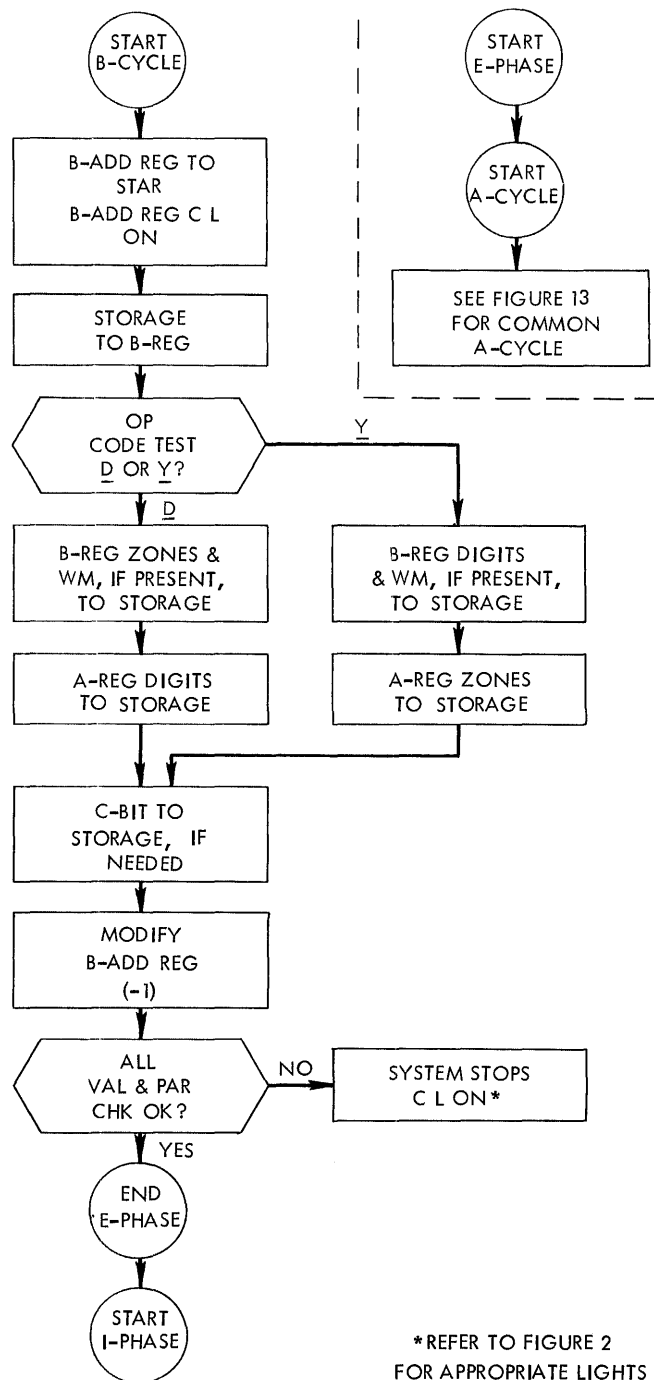 START
B-CYCLE
B-ADD REG TO
STAR
B-ADD REG C L
ON
STORAGE
TO B-REG
OP
CODE TEST
D OR Y?
Y
D
B-REG ZONES &
WM, IF PRESENT,
TO STORAGE
A-REG DIGITS
TO STORAGE
B-REG DIGITS
& WM, IF PRESENT,
TO STORAGE
A-REG ZONES
TO STORAGE
C-BIT TO
STORAGE, IF
NEEDED
MODIFY
B-ADD REG
(-1)
ALL
VAL & PAR
CHK OK?
NO
SYSTEM STOPS
C L ON*
YES
END
E-PHASE
START
I-PHASE
START
E-PHASE
START
A-CYCLE
SEE FIGURE 13
FOR COMMON
A-CYCLE
*REFER TO FIGURE 2
FOR APPROPRIATE LIGHTS